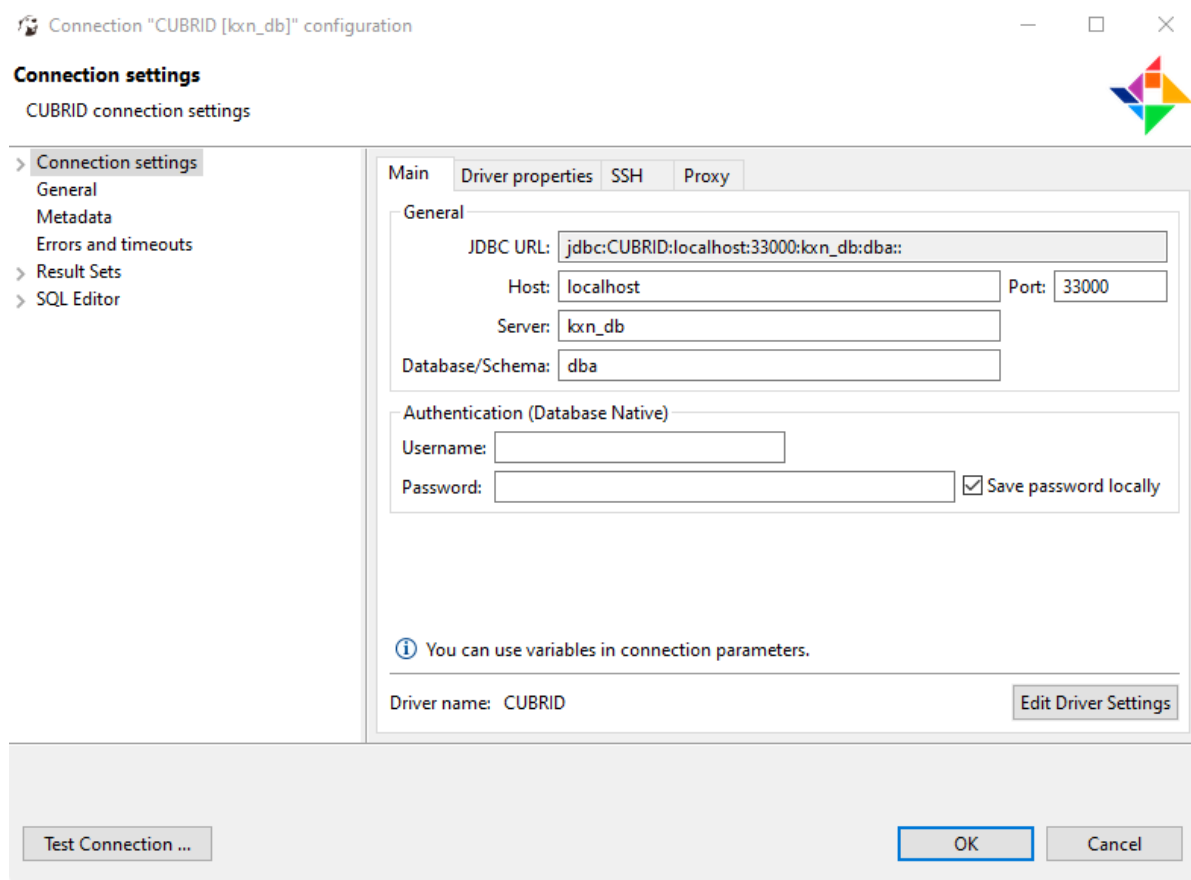 Connection "CUBRID [kxn_db]" configuration
Connection settings
CUBRID connection settings
Connection settings
General
Metadata
Errors and timeouts
Result Sets
SQL Editor
Main Driver properties SSH Proxy
General
JDBC URL: jdbc:CUBRID:localhost:33000:kxn_db:dba::
Host: localhost Port: 33000
Server: kxn_db
Database/Schema: dba
Authentication (Database Native)
Username:
Password: Save password locally
You can use variables in connection parameters.
Driver name: CUBRID Edit Driver Settings
Test Connection ... OK Cancel